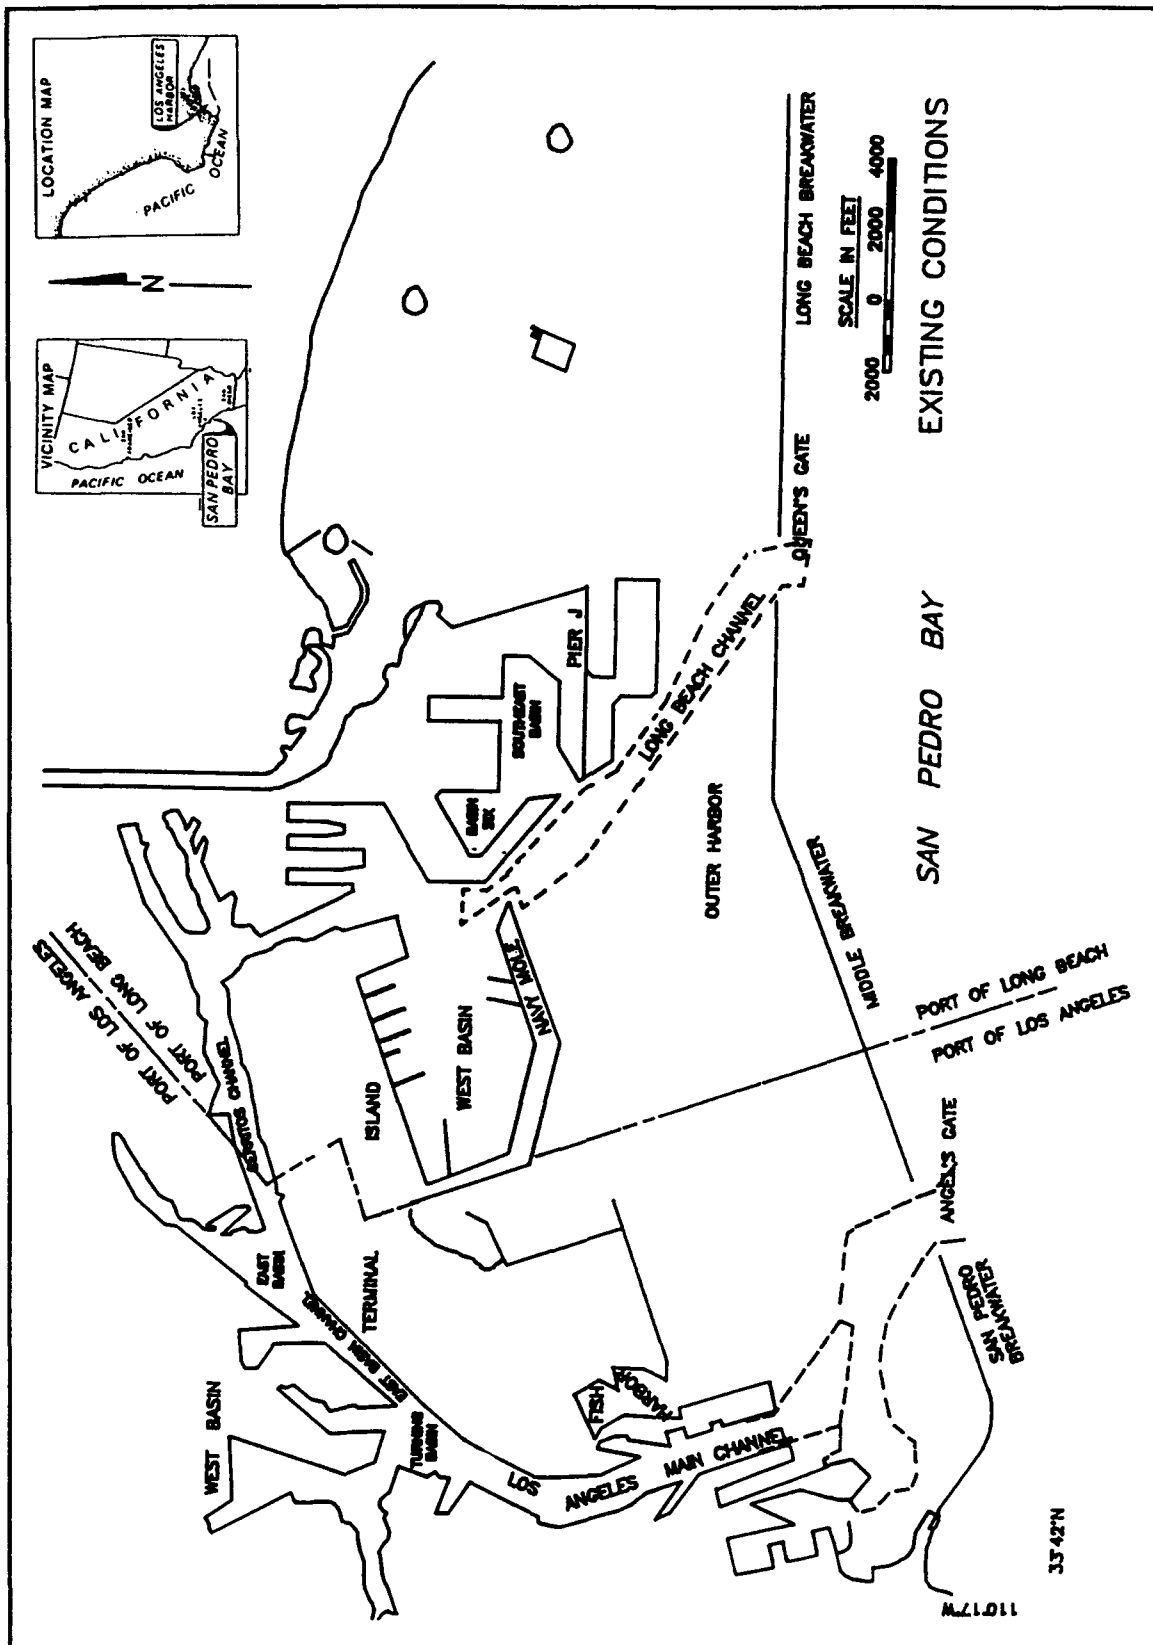 LOCATION MAP
LOS ANGELES
HARBOR
PACIFIC
OCEAN
N
VICINITY MAP
CALIFORNIA
PACIFIC OCEAN
SAN PEDRO
BAY
PORT OF LOS ANGELES
PORT OF LONG BEACH
CERRITOS CHANNEL
WEST BASIN
EAST
BASIN
TURNING
BASIN
EAST BASIN CHANNEL
TERMINAL
ISLAND
WEST BASIN
NAVY MOLE
BASIN
SIX
SOUTHEAST
BASIN
PIER J
LONG BEACH CHANNEL
FISH
HARBOR
LOS
ANGELES
MAIN CHANNEL
OUTER HARBOR
QUEEN'S GATE
LONG BEACH BREAKWATER
MIDDLE BREAKWATER
PORT OF LONG BEACH
PORT OF LOS ANGELES
ANGEL'S GATE
SAN PEDRO
BREAKWATER
SAN PEDRO BAY
SCALE IN FEET
2000 0 2000 4000
EXISTING CONDITIONS
33°42'N
110°17'W